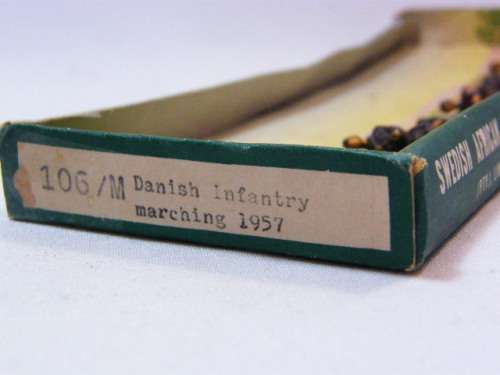 106/M Danish Infantry
marching 1957
SWEDISH AFRICAN